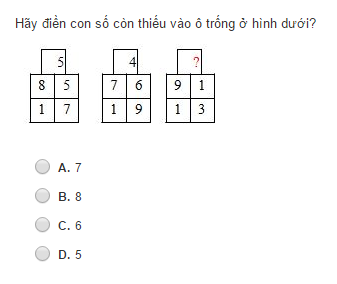 Hãy điền con số còn thiếu vào ô trống ở hình dưới?
5 4 ?
8 5 7 6 9 1
1 7 1 9 1 3
A. 7
B. 8
C. 6
D. 5